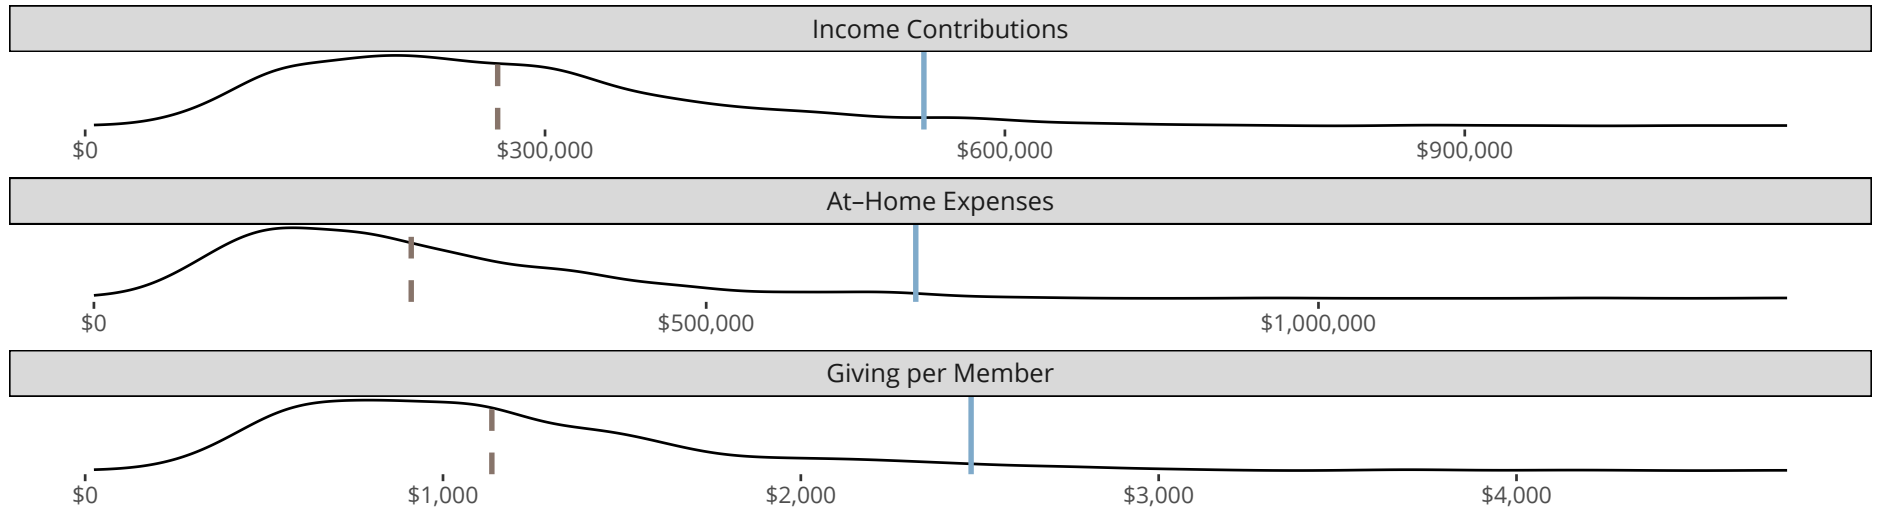 Income Contributions
$0 $300,000 $600,000 $900,000
At–Home Expenses
$0 $500,000 $1,000,000
Giving per Member
$0 $1,000 $2,000 $3,000 $4,000